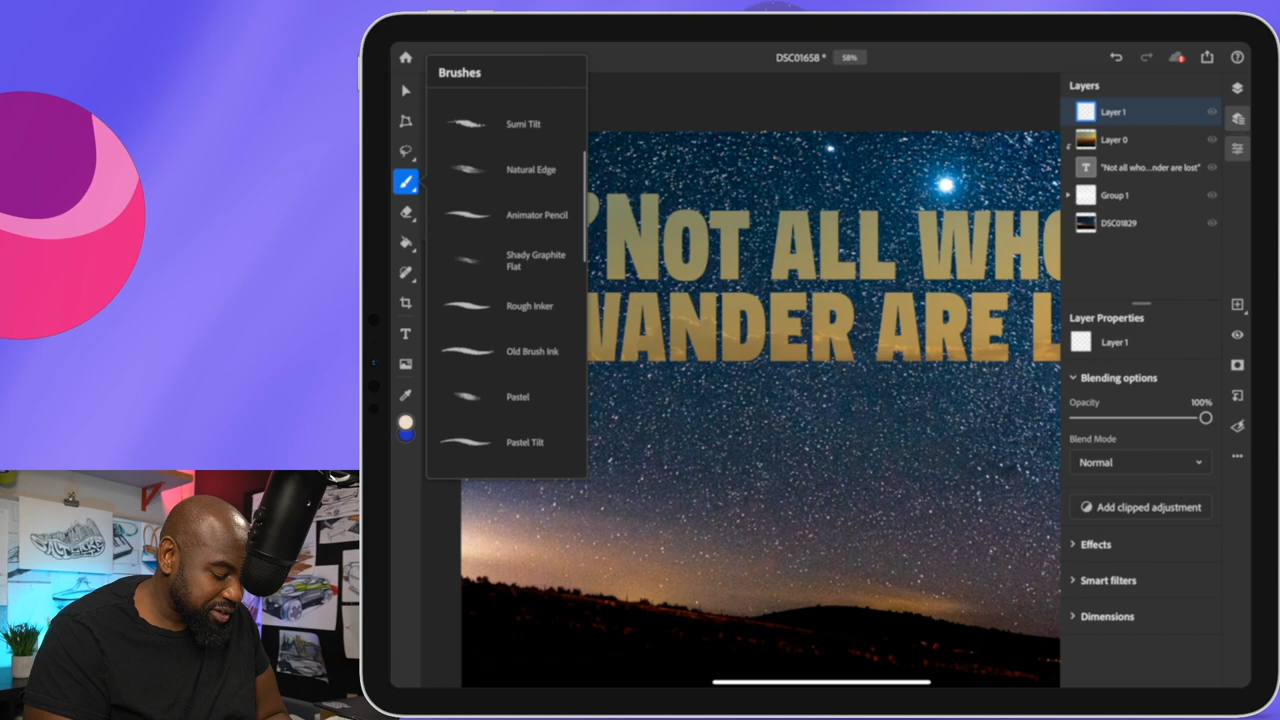 DSC01658 *
58%
Brushes
Sumi Tilt
Natural Edge
Animator Pencil
Shady Graphite
Flat
Rough Inker
Old Brush Ink
Pastel
Pastel Tilt
"NOT ALL WHO
WANDER ARE L
Layers
Layer 1
Layer 0
T
"Not all who...nder are lost"
Group 1
DSC01829
Layer Properties
Layer 1
Blending options
Opacity
100%
Blend Mode
Normal
Add clipped adjustment
Effects
Smart filters
Dimensions